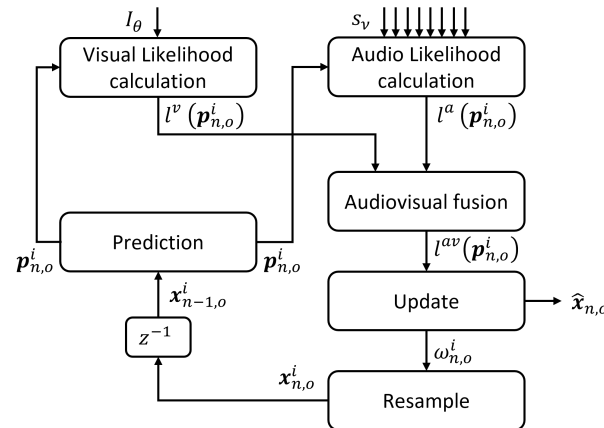 I_θ
s_ν
Visual Likelihood
calculation
Audio Likelihood
calculation
l^v (p^i_{n,o})
l^a (p^i_{n,o})
Audiovisual fusion
Prediction
p^i_{n,o}
p^i_{n,o}
l^{av}(p^i_{n,o})
x^i_{n-1,o}
Update
x̂_{n,o}
z^{-1}
ω^i_{n,o}
x^i_{n,o}
Resample